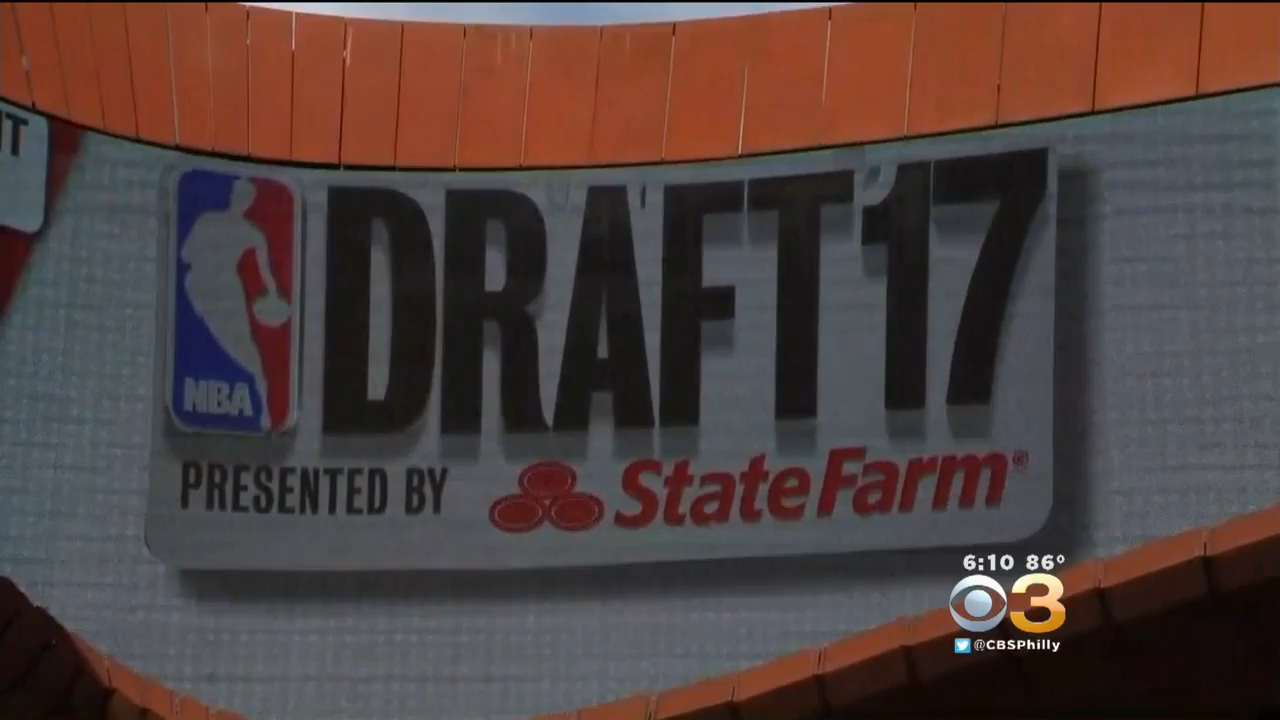 NBA
DRAFT '17
PRESENTED BY StateFarm®
6:10 86°
3
@CBSPhilly